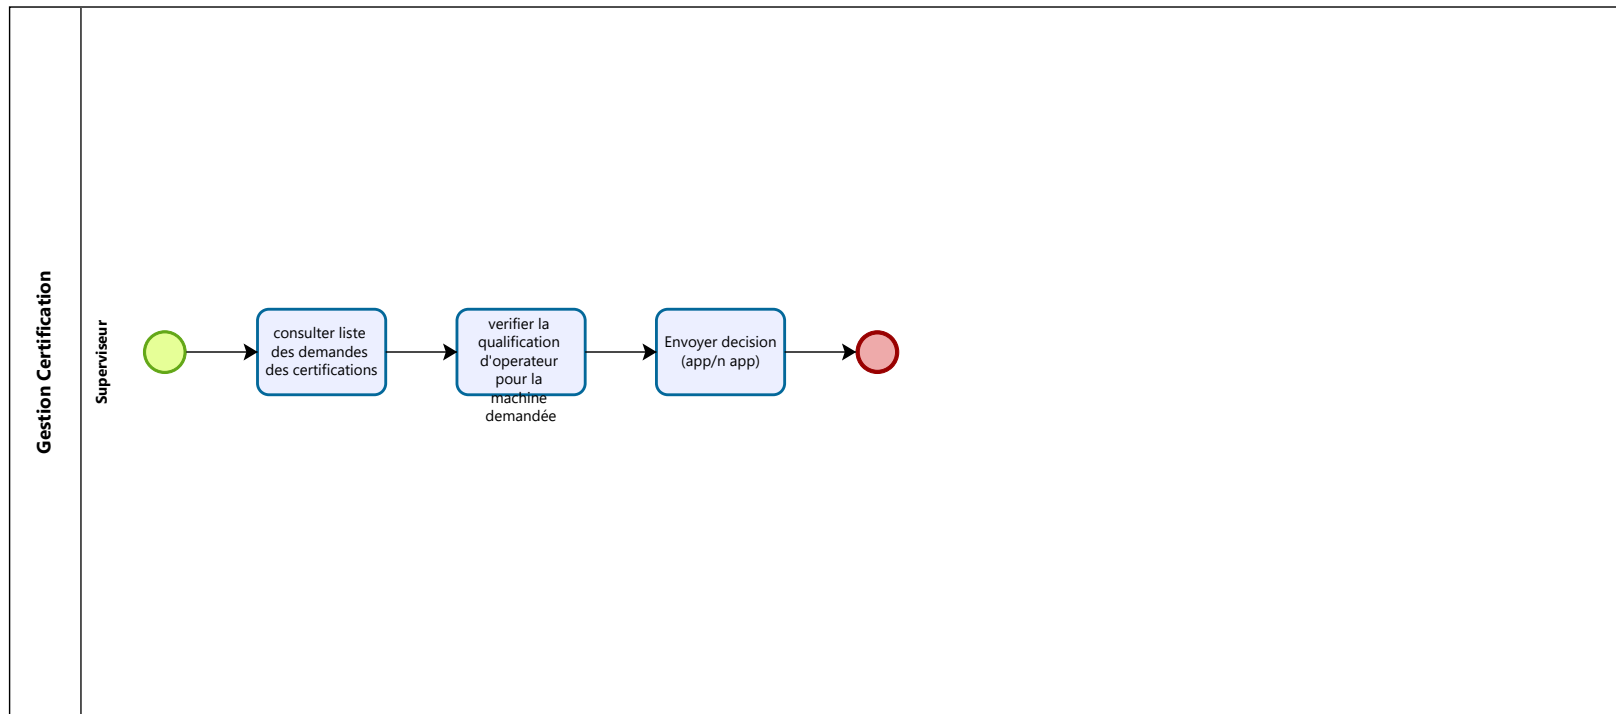 Gestion Certification
Superviseur
consulter liste
des demandes
des certifications
verifier la
qualification
d'operateur
pour la
machine
demandée
Envoyer decision
(app/n app)